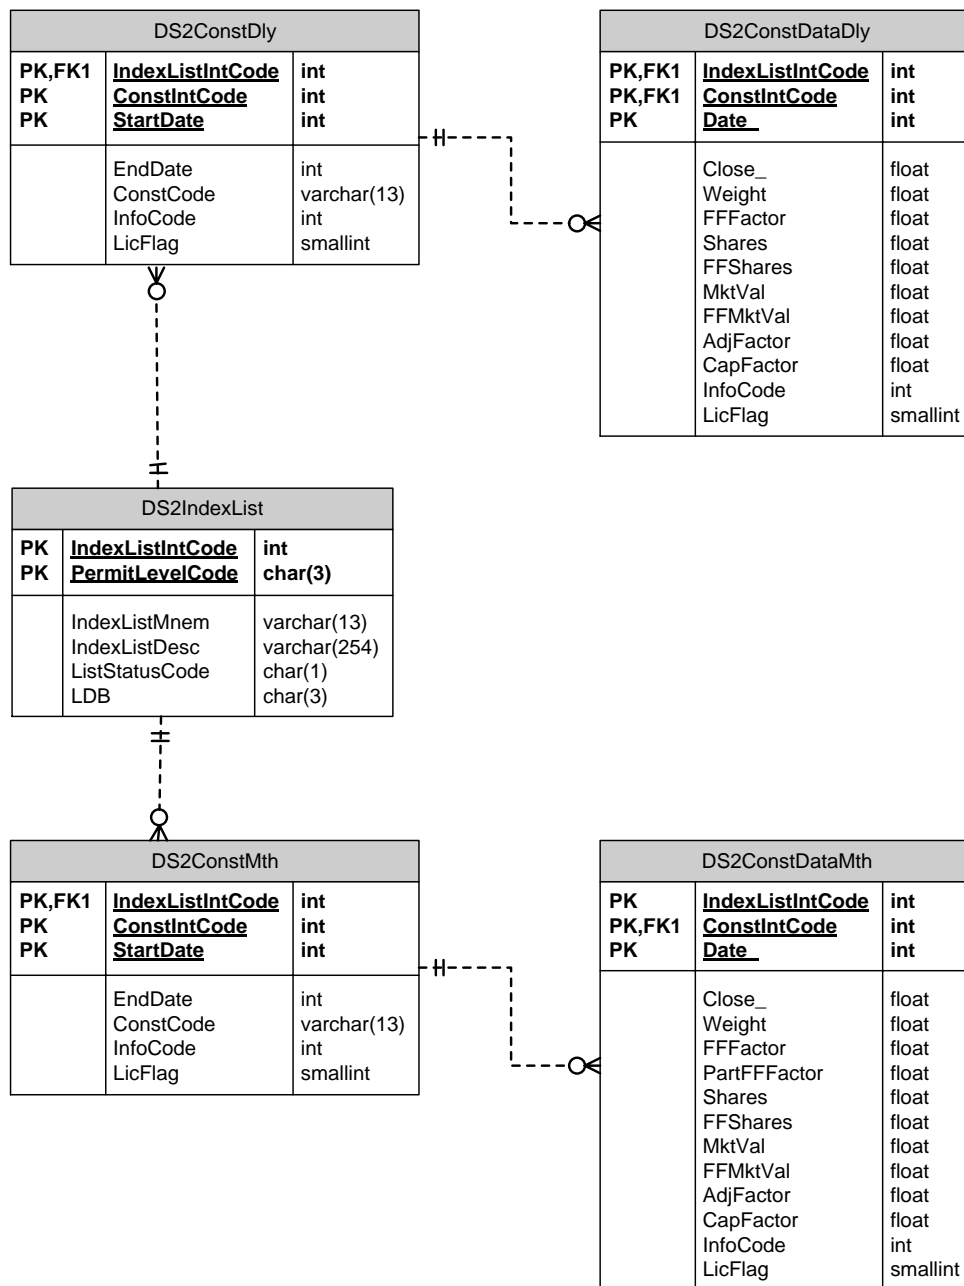 DS2ConstDly
PK,FK1 IndexListIntCode int
PK ConstIntCode int
PK StartDate int
EndDate int
ConstCode varchar(13)
InfoCode int
LicFlag smallint
DS2ConstDataDly
PK,FK1 IndexListIntCode int
PK,FK1 ConstIntCode int
PK Date_ int
Close_ float
Weight float
FFFactor float
Shares float
FFShares float
MktVal float
FFMktVal float
AdjFactor float
CapFactor float
InfoCode int
LicFlag smallint
DS2IndexList
PK IndexListIntCode int
PK PermitLevelCode char(3)
IndexListMnem varchar(13)
IndexListDesc varchar(254)
ListStatusCode char(1)
LDB char(3)
DS2ConstMth
PK,FK1 IndexListIntCode int
PK ConstIntCode int
PK StartDate int
EndDate int
ConstCode varchar(13)
InfoCode int
LicFlag smallint
DS2ConstDataMth
PK IndexListIntCode int
PK,FK1 ConstIntCode int
PK Date_ int
Close_ float
Weight float
FFFactor float
PartFFFactor float
Shares float
FFShares float
MktVal float
FFMktVal float
AdjFactor float
CapFactor float
InfoCode int
LicFlag smallint